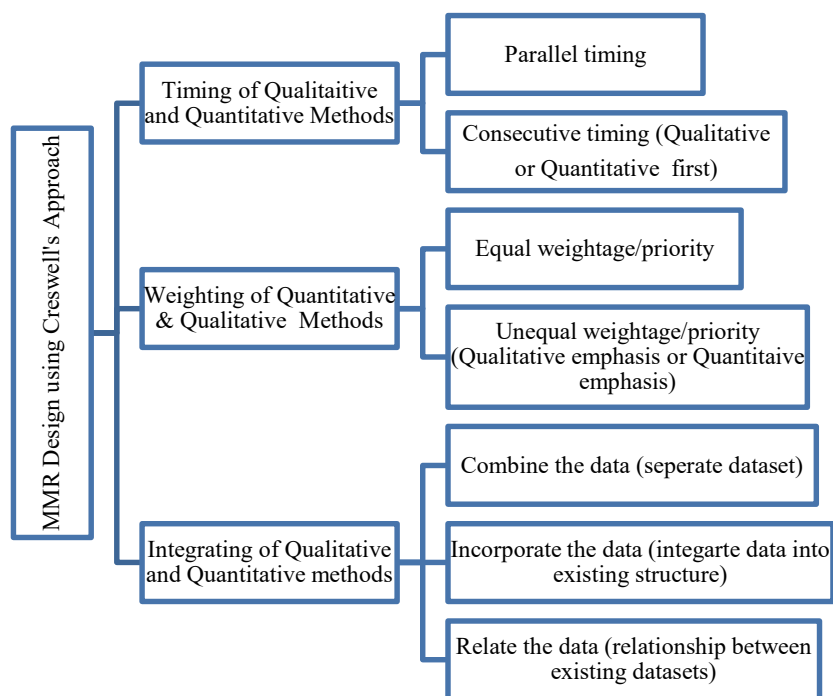 MMR Design using Creswell's Approach
Timing of Qualitaitive
and Quantitative Methods
Parallel timing
Consecutive timing (Qualitative
or Quantitative first)
Weighting of Quantitative
& Qualitative Methods
Equal weightage/priority
Unequal weightage/priority
(Qualitative emphasis or Quantitaive
emphasis)
Integrating of Qualitative
and Quantitative methods
Combine the data (seperate dataset)
Incorporate the data (integarte data into
existing structure)
Relate the data (relationship between
existing datasets)